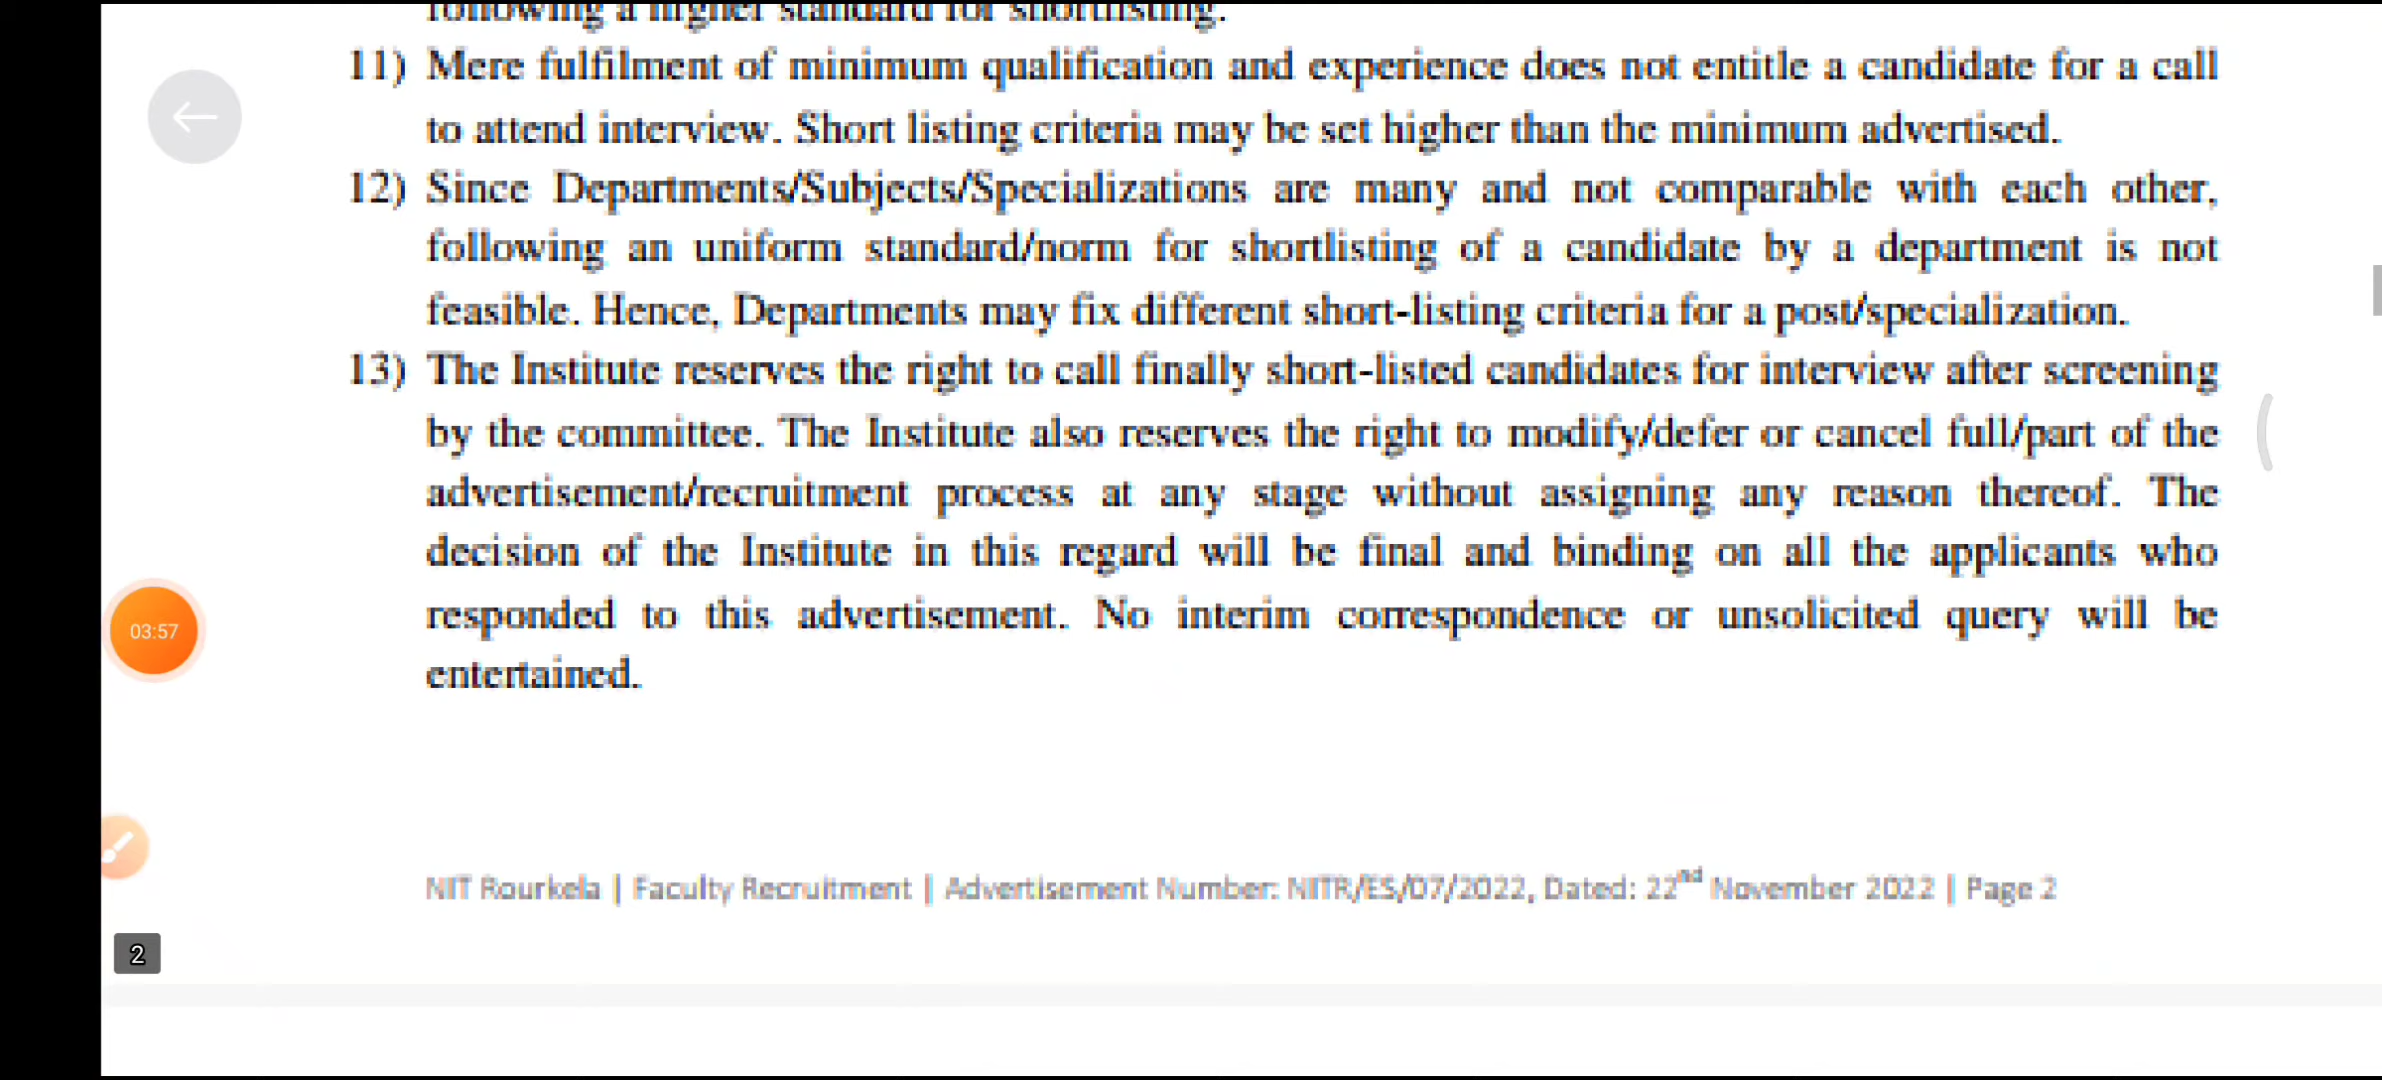 following a higher standard for shortlisting.
11) Mere fulfilment of minimum qualification and experience does not entitle a candidate for a call
to attend interview. Short listing criteria may be set higher than the minimum advertised.
12) Since Departments/Subjects/Specializations are many and not comparable with each other,
following an uniform standard/norm for shortlisting of a candidate by a department is not
feasible. Hence, Departments may fix different short-listing criteria for a post/specialization.
13) The Institute reserves the right to call finally short-listed candidates for interview after screening
by the committee. The Institute also reserves the right to modify/defer or cancel full/part of the
advertisement/recruitment process at any stage without assigning any reason thereof. The
decision of the Institute in this regard will be final and binding on all the applicants who
responded to this advertisement. No interim correspondence or unsolicited query will be
entertained.
03:57
NIT Rourkela | Faculty Recruitment | Advertisement Number: NITR/ES/07/2022, Dated: 22nd November 2022 | Page 2
2